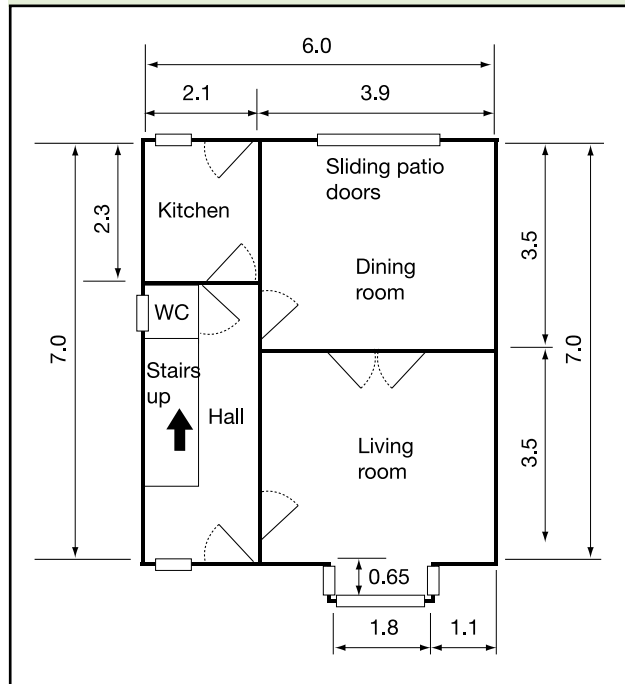 6.0
2.1
3.9
Sliding patio
doors
Kitchen
2.3
3.5
Dining
room
WC
7.0
7.0
Stairs
up
Hall
Living
room
3.5
0.65
1.8
1.1